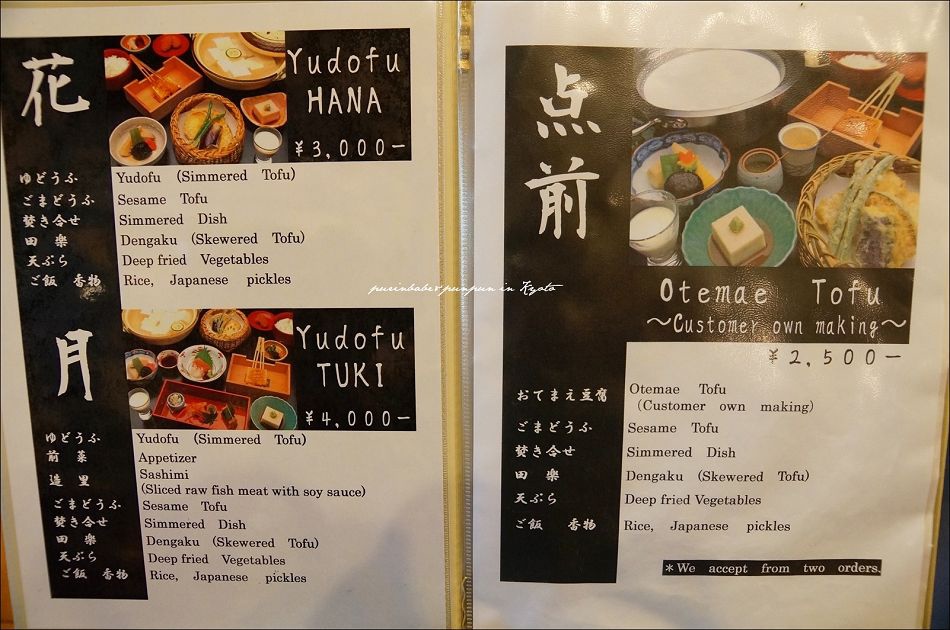 花
Yudofu
HANA
¥3,000-
ゆどうふ Yudofu (Simmered Tofu)
ごまどうふ Sesame Tofu
焚き合せ Simmered Dish
田楽 Dengaku (Skewered Tofu)
天ぷら Deep fried Vegetables
ご飯 香物 Rice, Japanese pickles
月
Yudofu
TUKI
¥4,000-
ゆどうふ Yudofu (Simmered Tofu)
前菜 Appetizer
造里 Sashimi
(Sliced raw fish meat with soy sauce)
ごまどうふ Sesame Tofu
焚き合せ Simmered Dish
田楽 Dengaku (Skewered Tofu)
天ぷら Deep fried Vegetables
ご飯 香物 Rice, Japanese pickles
purinbaber punpun in Kyoto
点前
Otemae Tofu
~Customer own making~
¥2,500-
おてまえ豆腐 Otemae Tofu
(Customer own making)
ごまどうふ Sesame Tofu
焚き合せ Simmered Dish
田楽 Dengaku (Skewered Tofu)
天ぷら Deep fried Vegetables
ご飯 香物 Rice, Japanese pickles
*We accept from two orders.